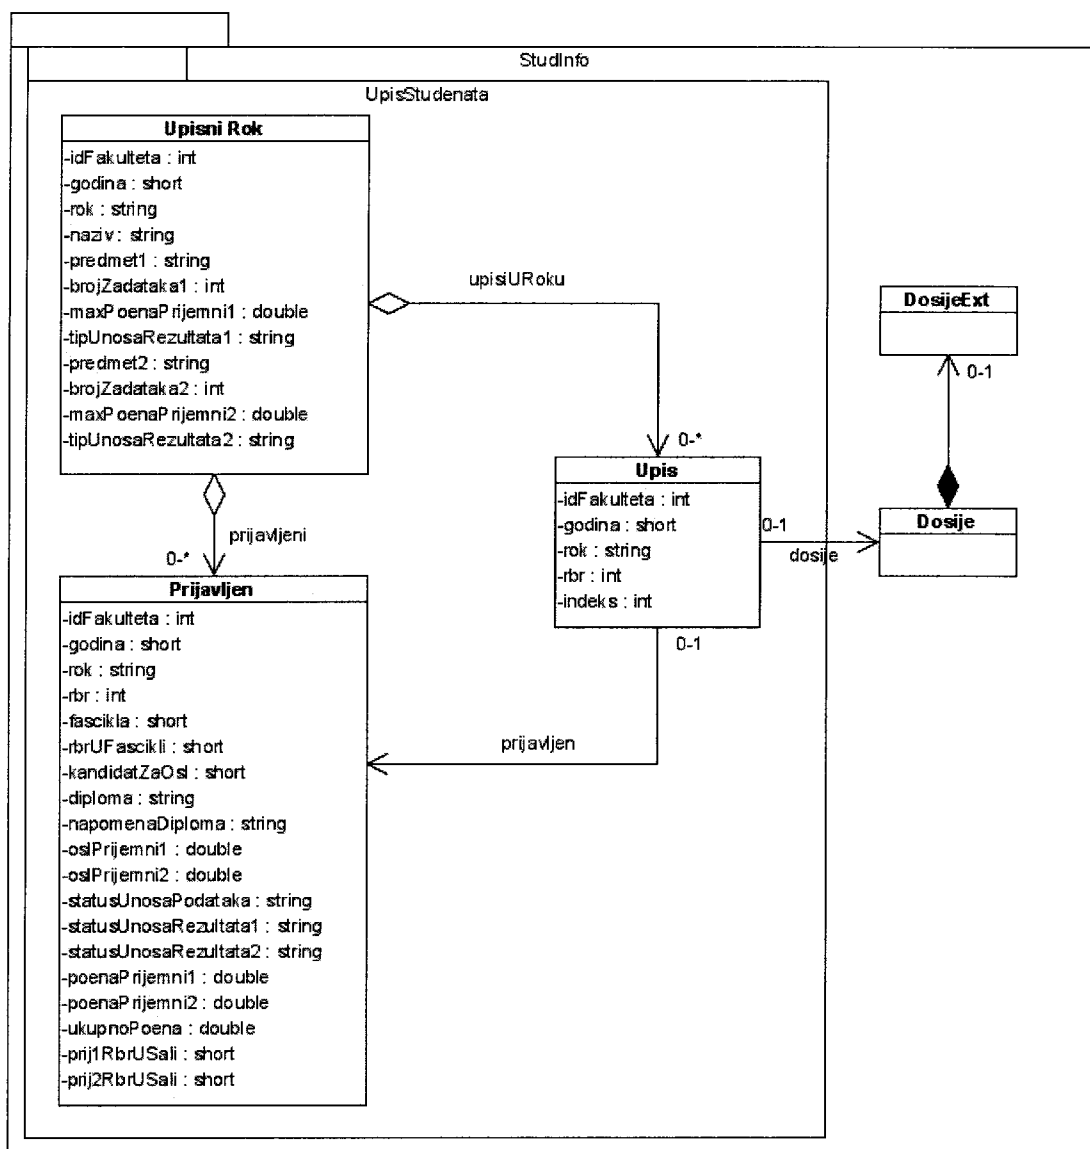 StudInfo
UpisStudenata
Upisni Rok
-idFakulteta : int
-godina : short
-rok : string
-naziv : string
-predmet1 : string
-brojZadataka1 : int
-maxPoenaPrijemni1 : double
-tipUnosaRezultata1 : string
-predmet2 : string
-brojZadataka2 : int
-maxPoenaPrijemni2 : double
-tipUnosaRezultata2 : string
upisiURoku
0-*
prijavljeni
0-*
Upis
-idFakulteta : int
-godina : short
-rok : string
-rbr : int
-indeks : int
0-1
dosije
0-1
prijavljen
DosijeExt
0-1
Dosije
Prijavljen
-idFakulteta : int
-godina : short
-rok : string
-rbr : int
-fascikla : short
-rbrUFascikli : short
-kandidatZaOsl : short
-diploma : string
-napomenaDiploma : string
-oslPrijemni1 : double
-oslPrijemni2 : double
-statusUnosaPodataka : string
-statusUnosaRezultata1 : string
-statusUnosaRezultata2 : string
-poenaPrijemni1 : double
-poenaPrijemni2 : double
-ukupnoPoena : double
-prij1RbrUSali : short
-prij2RbrUSali : short